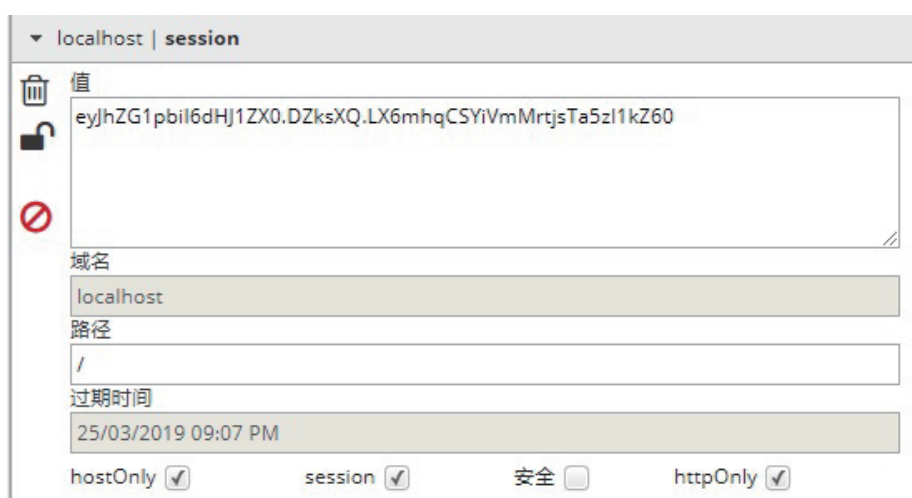 localhost | session
值
eyJhZG1pbiI6dHJ1ZX0.DZksXQ.LX6mhqCSYiVmMrtjsTa5zI1kZ60
域名
localhost
路径
/
过期时间
25/03/2019 09:07 PM
hostOnly session 安全 httpOnly